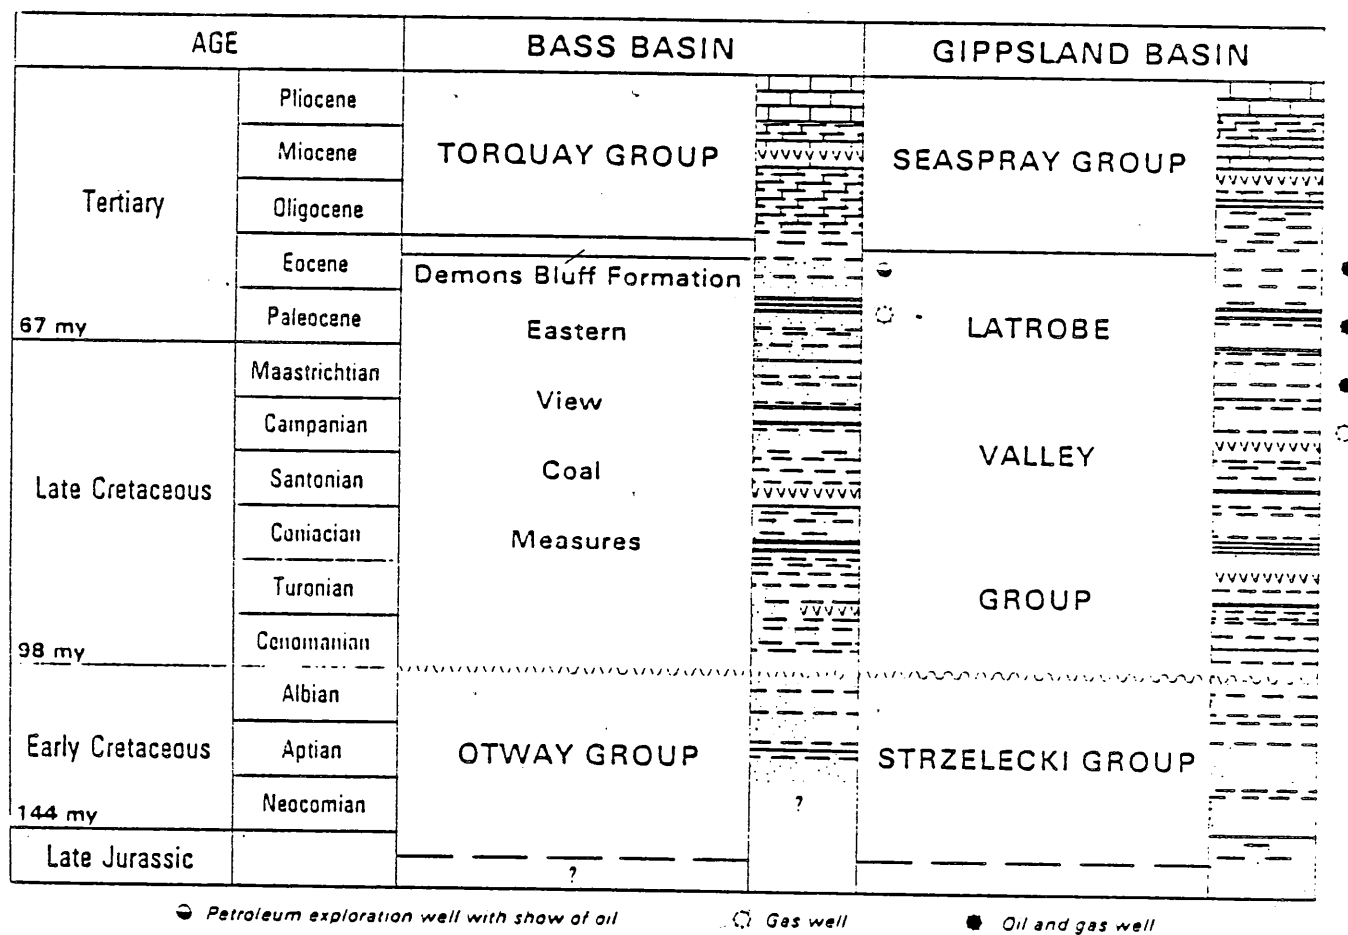 AGE BASS BASIN GIPPSLAND BASIN
Pliocene
Miocene TORQUAY GROUP SEASPRAY GROUP
Tertiary
Oligocene
Eocene
Demons Bluff Formation
67 my Paleocene Eastern LATROBE
Maastrichtian
View
Campanian
VALLEY
Late Cretaceous Santonian Coal
Coniacian Measures
Turonian GROUP
98 my Cenomanian
Albian
Early Cretaceous Aptian OTWAY GROUP STRZELECKI GROUP
144 my Neocomian ?
Late Jurassic
?
Petroleum exploration well with show of oil Gas well Oil and gas well